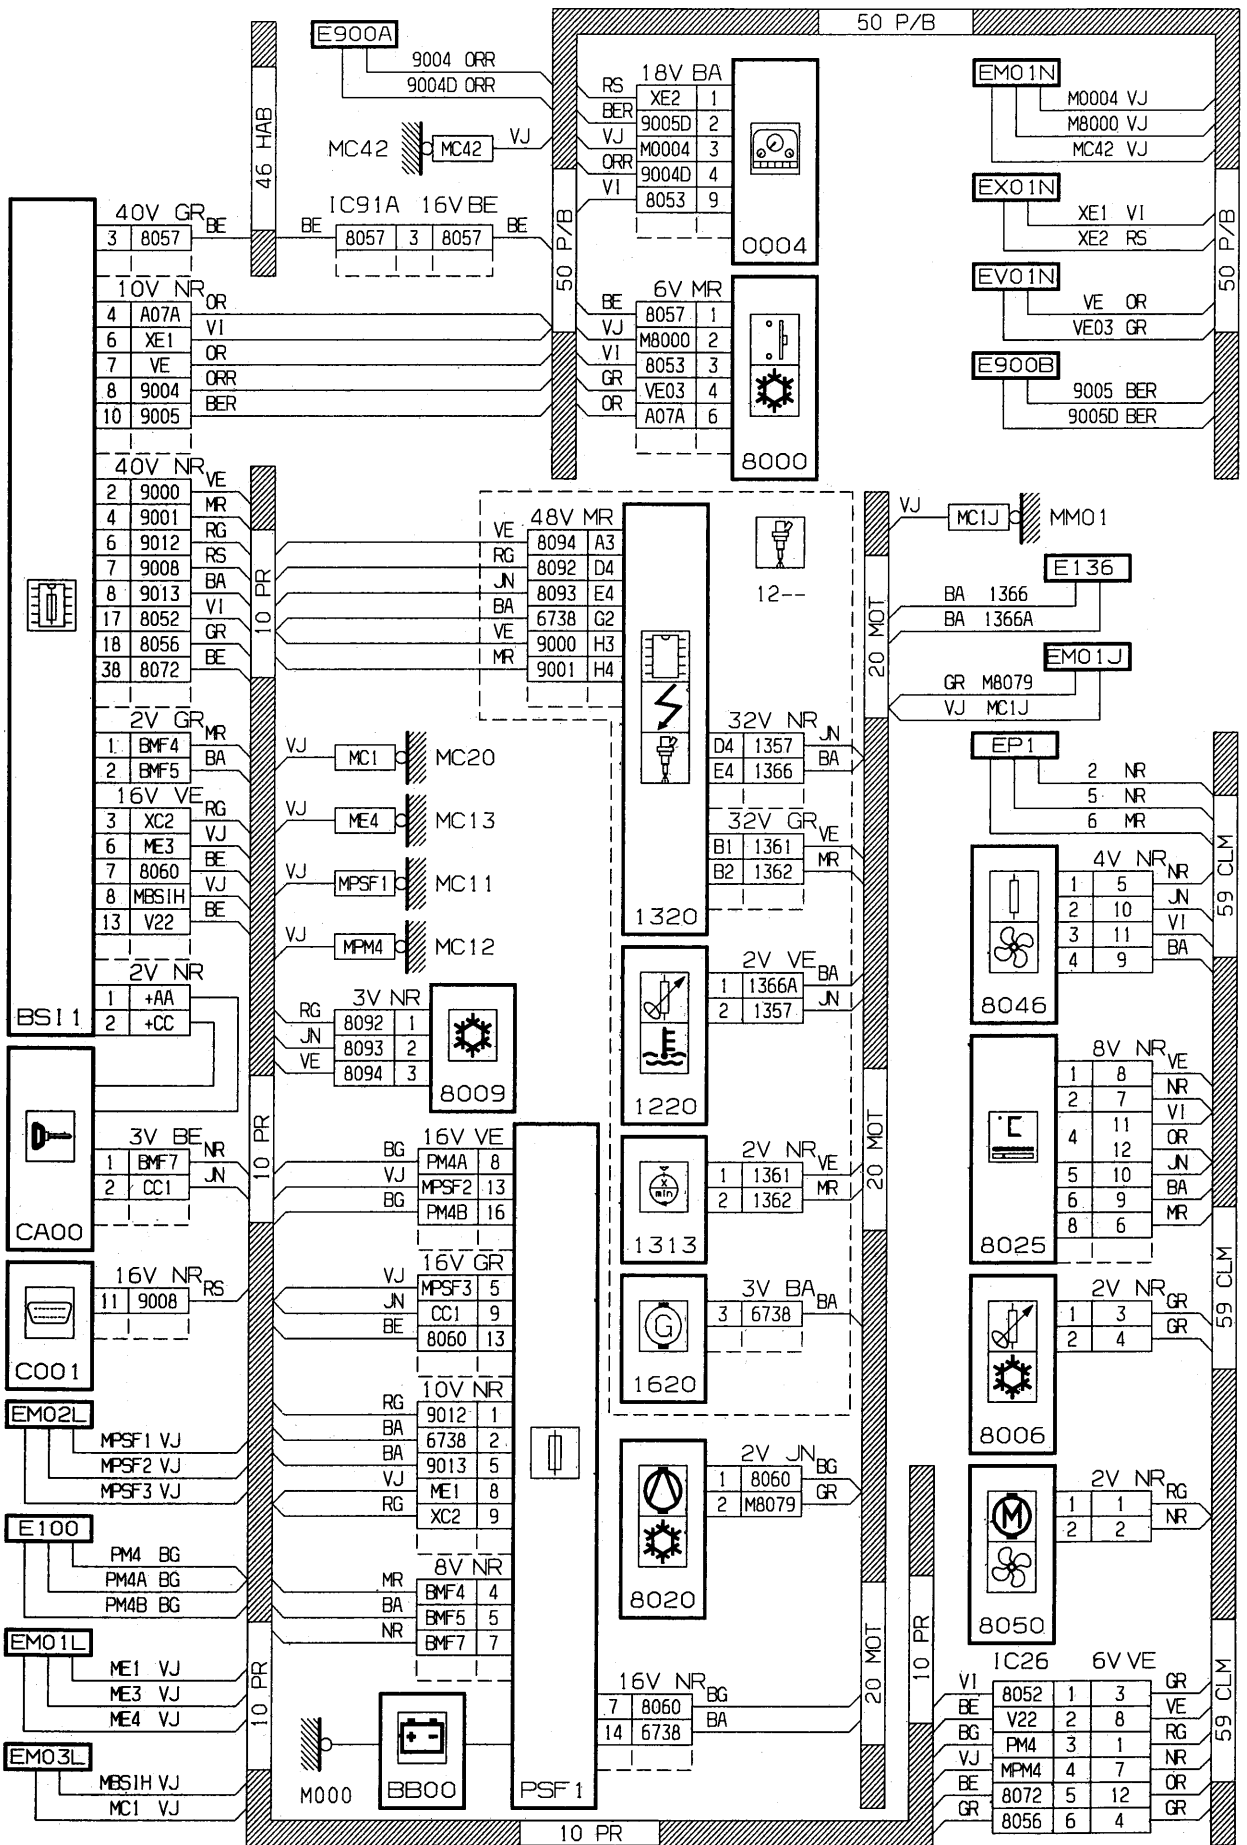 50 P/B
E900A
9004 ORR
9004D ORR
46 HAB
MC42
MC42
VJ
18V BA
RS XE2 1
BER 9005D 2
VJ M0004 3
ORR 9004D 4
VI 8053 9
0004
EM01N
M0004 VJ
M8000 VJ
MC42 VJ
EX01N
XE1 VI
XE2 RS
EV01N
VE OR
VE03 GR
E900B
9005 BER
9005D BER
50 P/B
50 P/B
40V GR
3 8057 BE
BE
IC91A 16V BE
8057 3 8057
BE
10V NR
4 A07A OR
6 XE1 VI
7 VE OR
8 9004 ORR
10 9005 BER
6V MR
BE 8057 1
VJ M8000 2
VI 8053 3
GR VE03 4
OR A07A 6
8000
40V NR
2 9000 VE
4 9001 MR
6 9012 RG
7 9008 RS
8 9013 BA
17 8052 VI
18 8056 GR
38 8072 BE
10 PR
48V MR
VE 8094 A3
RG 8092 D4
JN 8093 E4
BA 6738 G2
VE 9000 H3
MR 9001 H4
12--
20 MOT
VJ
MC1J
MM01
E136
BA 1366
BA 1366A
EM01J
GR M8079
VJ MC1J
2V GR
1 BMF4 MR
2 BMF5 BA
VJ MC1 MC20
32V NR
D4 1357 JN
E4 1366 BA
32V GR
B1 1361 VE
B2 1362 MR
1320
EP1
2 NR
5 NR
6 MR
59 CLM
16V VE
3 XC2 RG
6 ME3 VJ
7 8060 BE
8 MBSIH VJ
13 V22 BE
VJ ME4 MC13
VJ MPSF1 MC11
VJ MPM4 MC12
4V NR
1 5 NR
2 10 JN
3 11 VI
4 9 BA
8046
2V NR
1 +AA
2 +CC
BSI1
3V NR
RG 8092 1
JN 8093 2
VE 8094 3
8009
2V VE
1 1366A BA
2 1357 JN
1220
8V NR
1 8 VE
2 7 NR
4 11 VI
12 OR
5 10 JN
6 9 BA
8 6 MR
°C
8025
3V BE
1 BMF7 NR
2 CC1 JN
CA00
10 PR
16V VE
BG PM4A 8
VJ MPSF2 13
BG PM4B 16
2V NR
1 1361 VE
2 1362 MR
x
min
1313
20 MOT
16V NR
11 9008 RS
C001
16V GR
VJ MPSF3 5
JN CC1 9
BE 8060 13
3V BA
3 6738 BA
G
1620
2V NR
1 3 GR
2 4 GR
8006
59 CLM
EM02L
MPSF1 VJ
MPSF2 VJ
MPSF3 VJ
10V NR
RG 9012 1
BA 6738 2
BA 9013 5
VJ ME1 8
RG XC2 9
2V JN
1 8060 BG
2 M8079 GR
8020
2V NR
1 1 RG
2 2 NR
M
8050
E100
PM4 BG
PM4A BG
PM4B BG
8V NR
MR BMF4 4
BA BMF5 5
NR BMF7 7
EM01L
ME1 VJ
ME3 VJ
ME4 VJ
10 PR
20 MOT
10 PR
16V NR
7 8060 BG
14 6738 BA
EM03L
MBSIH VJ
MC1 VJ
M000
+ -
BB00
PSF1
IC26 6V VE
VI 8052 1 3 GR
BE V22 2 8 VE
BG PM4 3 1 RG
VJ MPM4 4 7 NR
BE 8072 5 12 OR
GR 8056 6 4 GR
59 CLM
10 PR